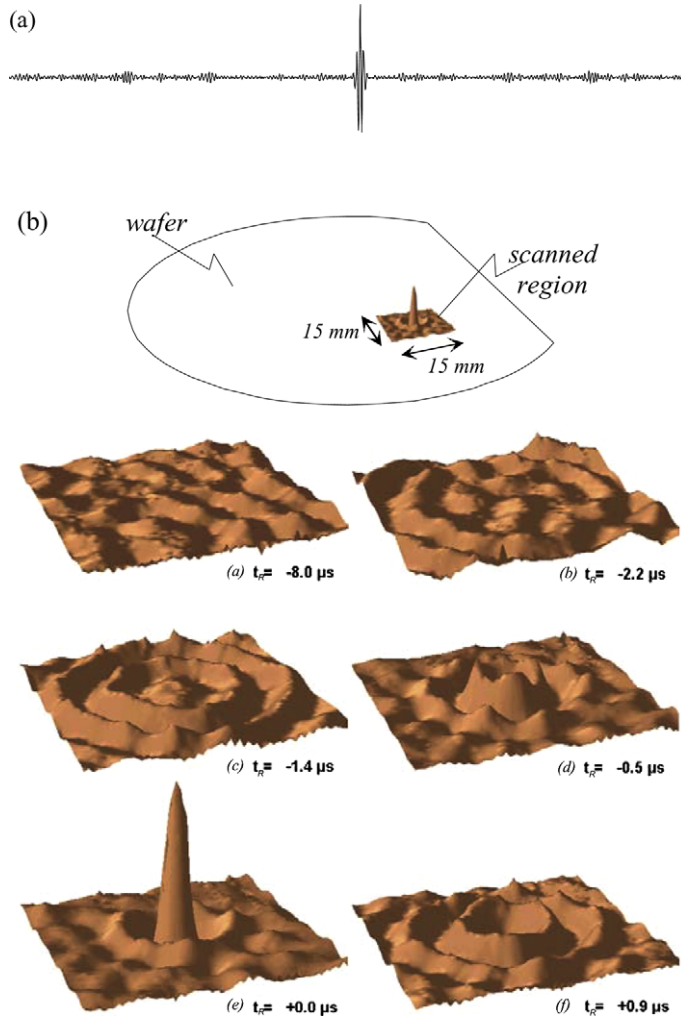 (a)
(b)
wafer
scanned
region
15 mm
15 mm
(a) tR= -8.0 µs
(b) tR= -2.2 µs
(c) tR= -1.4 µs
(d) tR= -0.5 µs
(e) tR= +0.0 µs
(f) tR= +0.9 µs